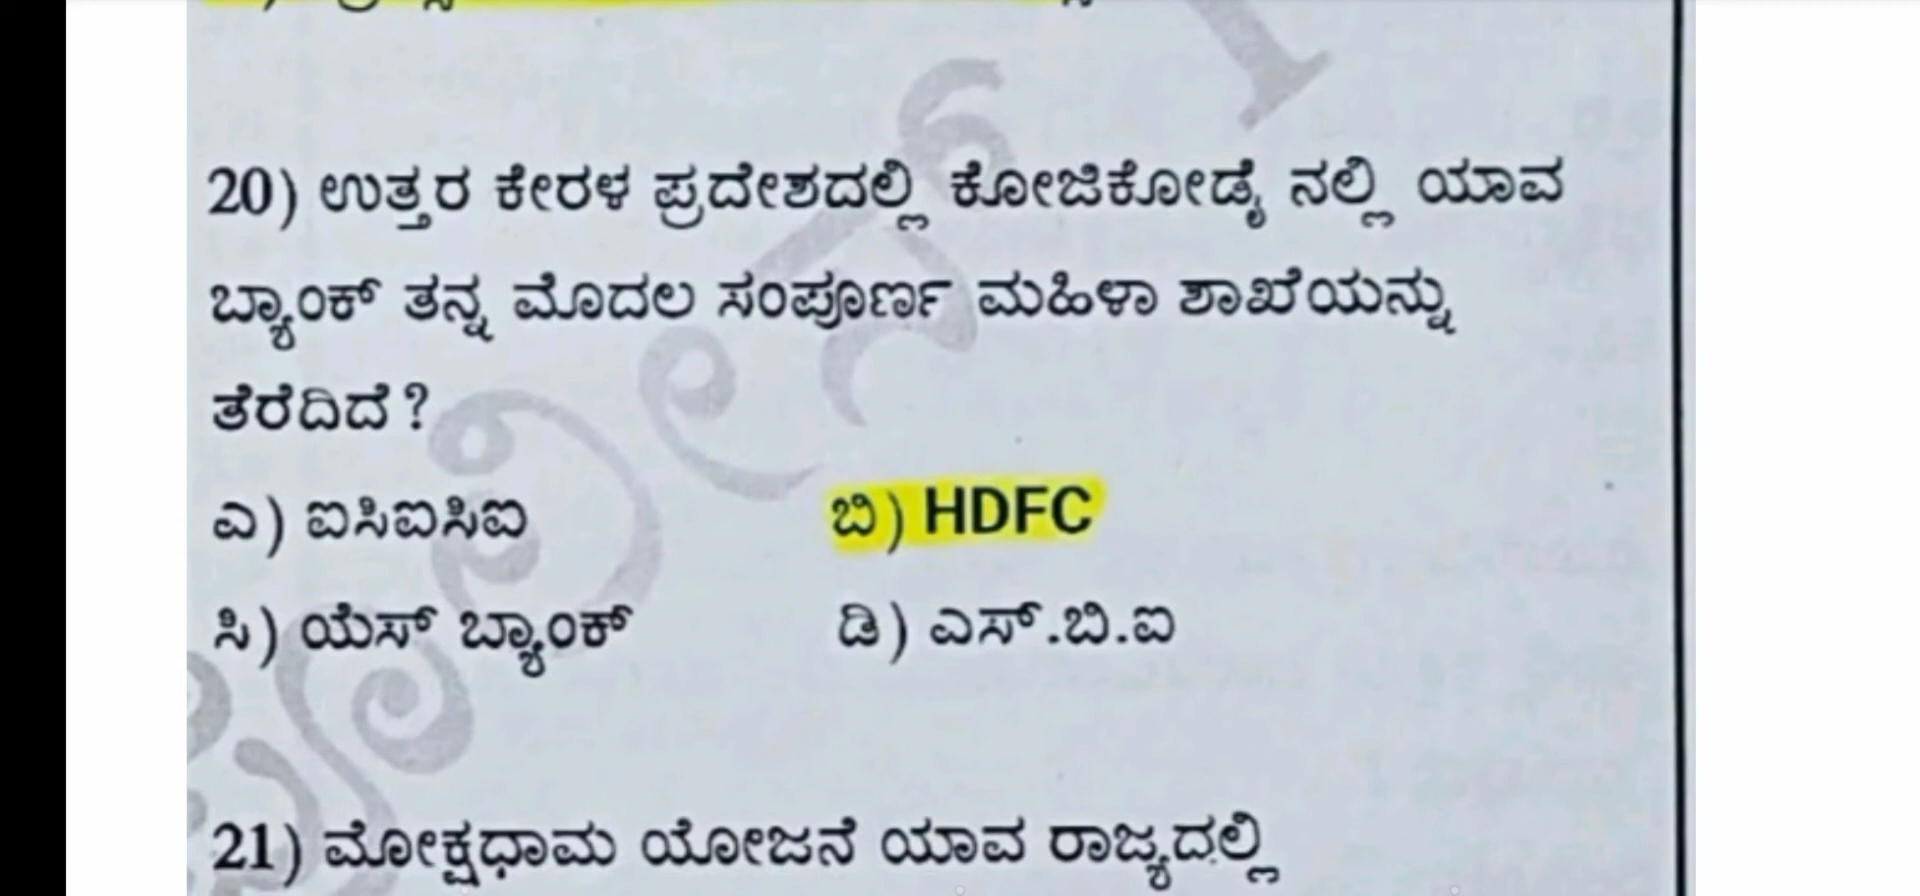 20) ಉತ್ತರ ಕೇರಳ ಪ್ರದೇಶದಲ್ಲಿ ಕೋಜಿಕೋಡೈ ನಲ್ಲಿ ಯಾವ
ಬ್ಯಾಂಕ್ ತನ್ನ ಮೊದಲ ಸಂಪೂರ್ಣ ಮಹಿಳಾ ಶಾಖೆಯನ್ನು
ತೆರೆದಿದೆ?
ಎ) ಐಸಿಐಸಿಐ ಬಿ) HDFC
ಸಿ) ಯೆಸ್ ಬ್ಯಾಂಕ್ ಡಿ) ಎಸ್.ಬಿ.ಐ
21) ಮೋಕ್ಷಧಾಮ ಯೋಜನೆ ಯಾವ ರಾಜ್ಯದಲ್ಲಿ